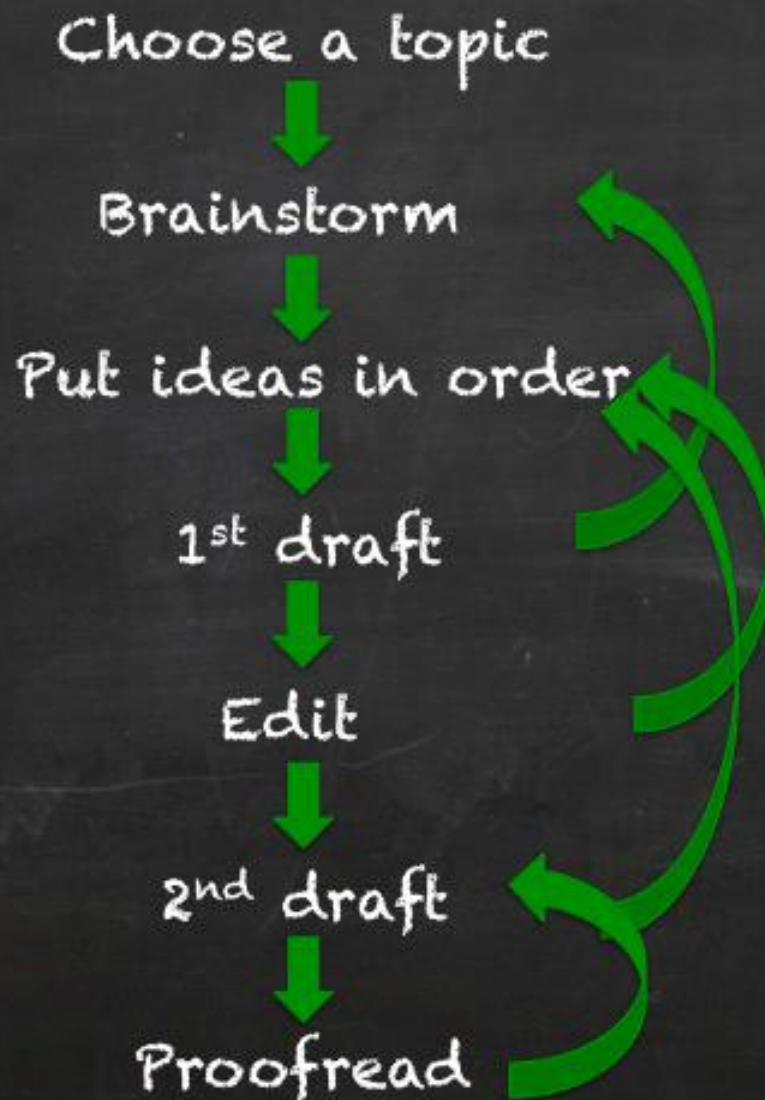 Choose a topic
Brainstorm
Put ideas in order
1st draft
Edit
2nd draft
Proofread